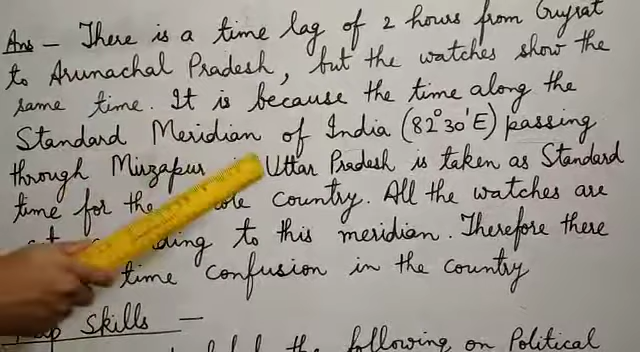 Ans - There is a time lag of 2 hours from Gujrat
to Arunachal Pradesh, but the watches show the
same time. It is because the time along the
Standard Meridian of India (82°30'E) passing
through Mirzapur Uttar Pradesh is taken as Standard
time for the country. All the watches are
to this meridian. Therefore there
time confusion in the country
Skills -
the following on Political